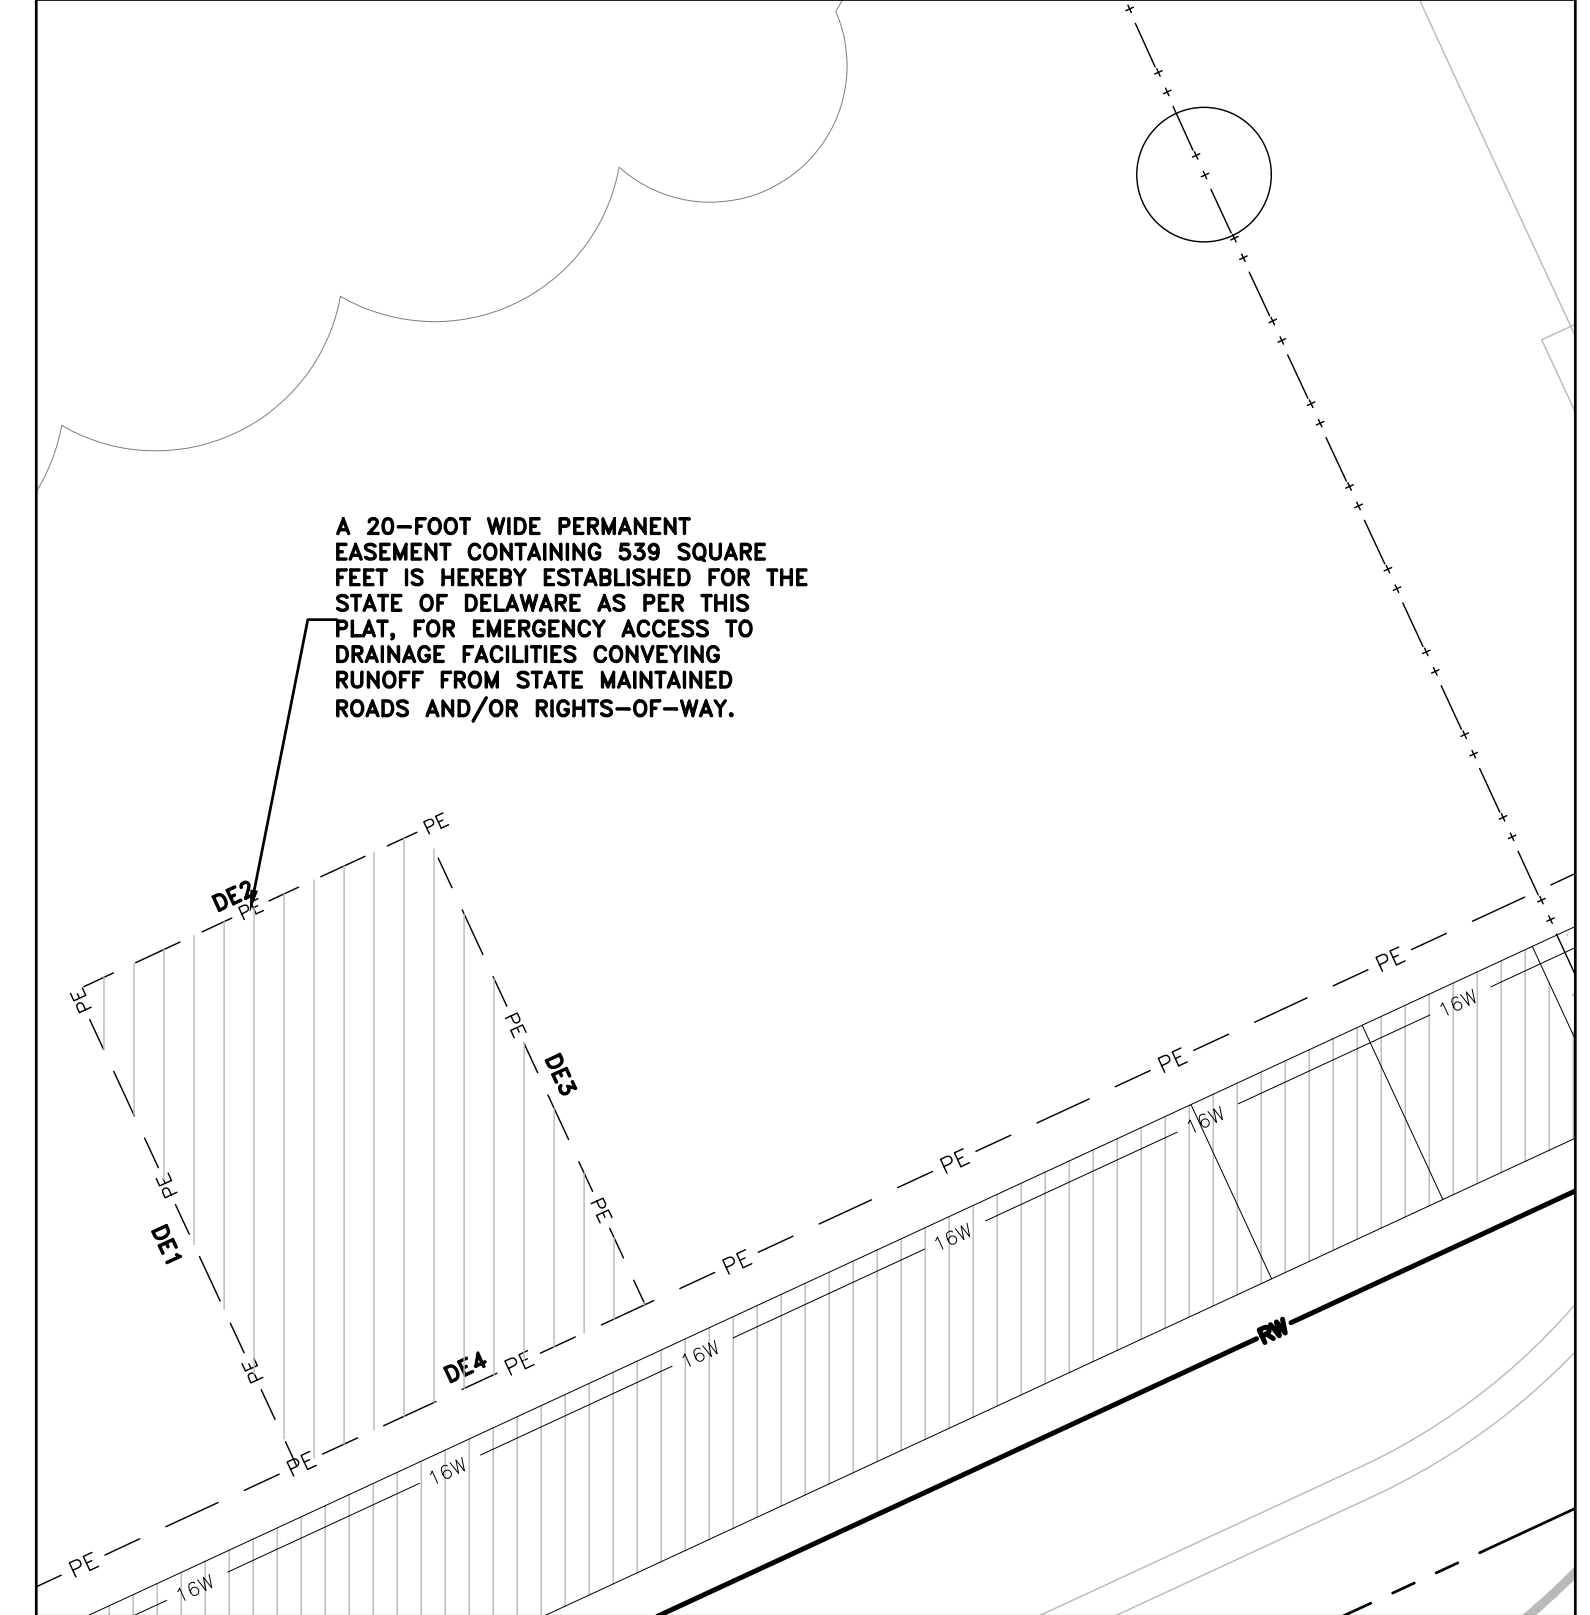 A 20-FOOT WIDE PERMANENT
EASEMENT CONTAINING 539 SQUARE
FEET IS HEREBY ESTABLISHED FOR THE
STATE OF DELAWARE AS PER THIS
PLAT, FOR EMERGENCY ACCESS TO
DRAINAGE FACILITIES CONVEYING
RUNOFF FROM STATE MAINTAINED
ROADS AND/OR RIGHTS-OF-WAY.
PE
DE2
PE
PE
PE
DE3
PE
DE1
PE
PE
DE4
PE
PE
PE
PE
PE
PE
PE
PE
16W
16W
16W
16W
16W
16W
RW